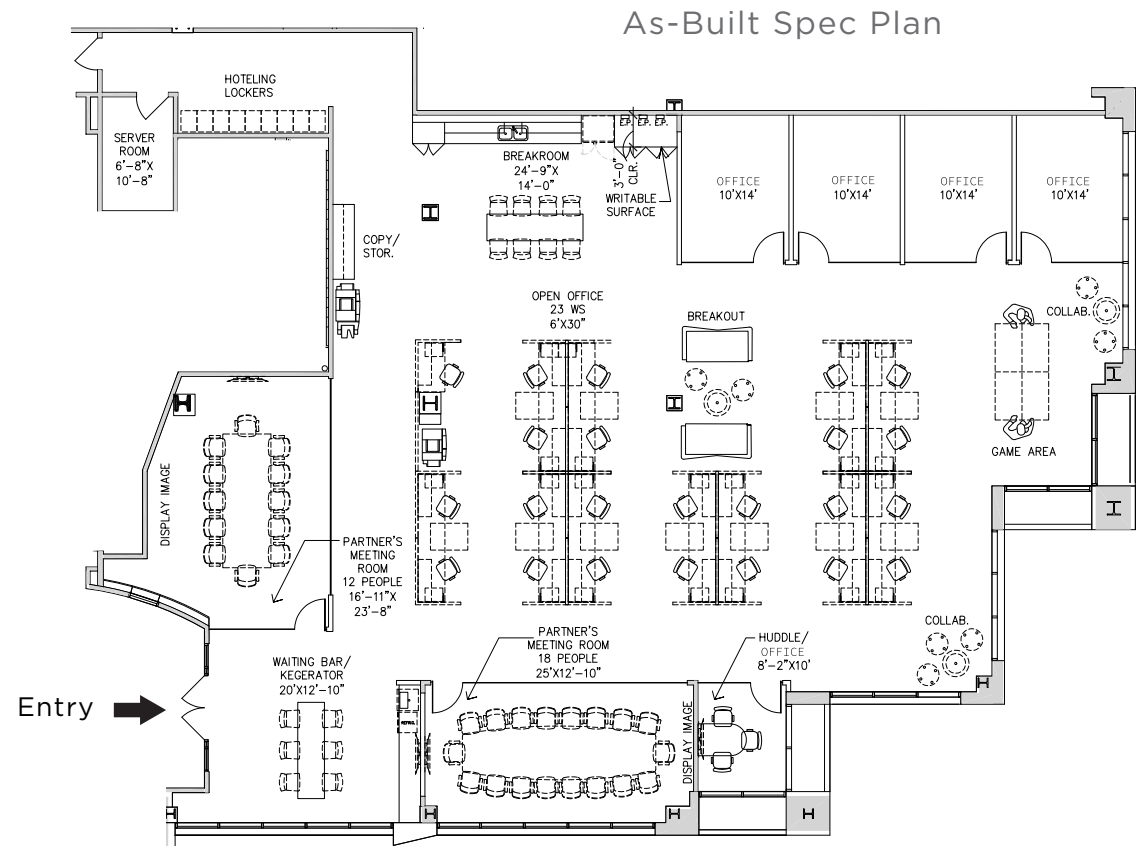 As-Built Spec Plan
HOTELING
LOCKERS
SERVER
ROOM
6'-8"X
10'-8"
BREAKROOM
24'-9"X
14'-0"
3'-0"
CLR.
F.P. F.P. F.P.
WRITABLE
SURFACE
OFFICE
10'X14'
OFFICE
10'X14'
OFFICE
10'X14'
OFFICE
10'X14'
COPY/
STOR.
OPEN OFFICE
23 WS
6'X30"
BREAKOUT
COLLAB.
GAME AREA
DISPLAY IMAGE
PARTNER'S
MEETING
ROOM
12 PEOPLE
16'-11"X
23'-8"
COLLAB.
WAITING BAR/
KEGERATOR
20'X12'-10"
PARTNER'S
MEETING ROOM
18 PEOPLE
25'X12'-10"
HUDDLE/
OFFICE
8'-2"X10'
DISPLAY IMAGE
Entry